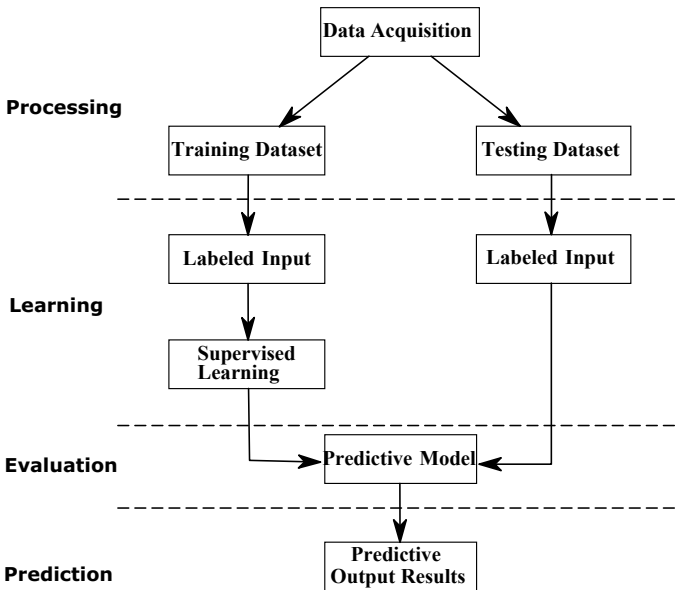 Data Acquisition
Processing
Training Dataset
Testing Dataset
Labeled Input
Labeled Input
Learning
Supervised
Learning
Evaluation
Predictive Model
Prediction
Predictive
Output Results